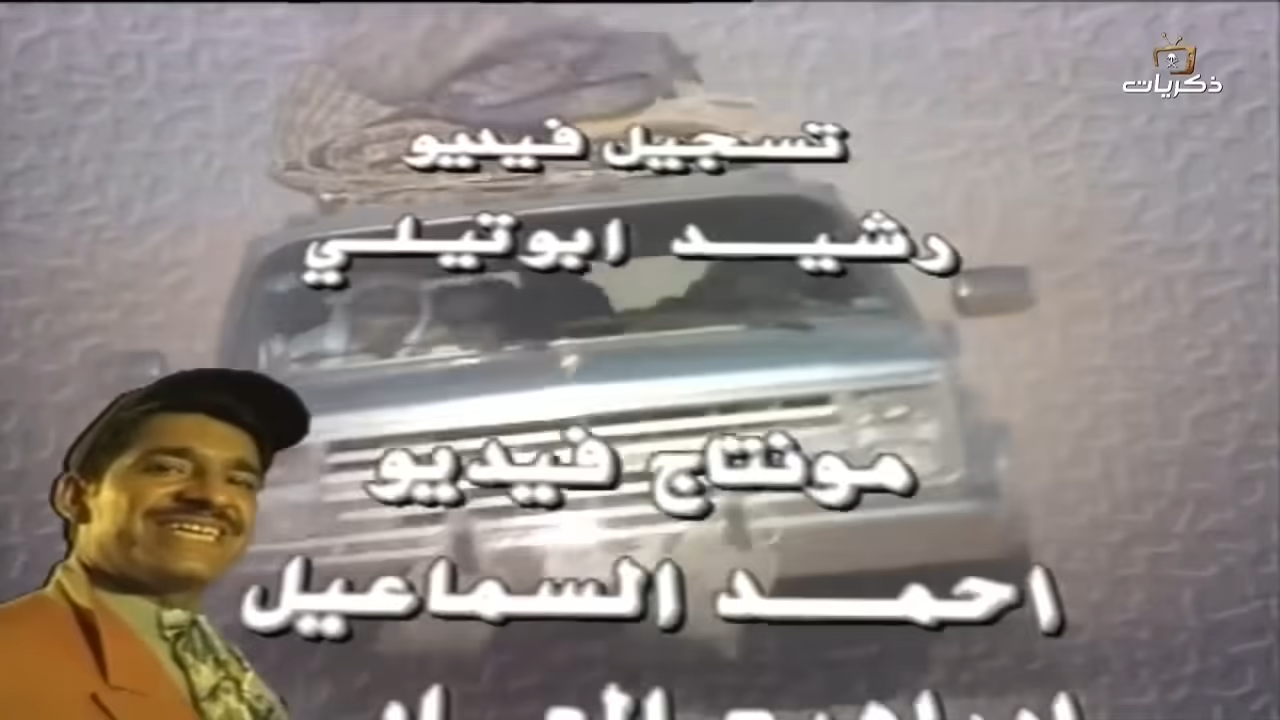 ذكريات
تسجيل فيديو
رشيد ابوتيلي
مونتاج فيديو
احمد السماعيل